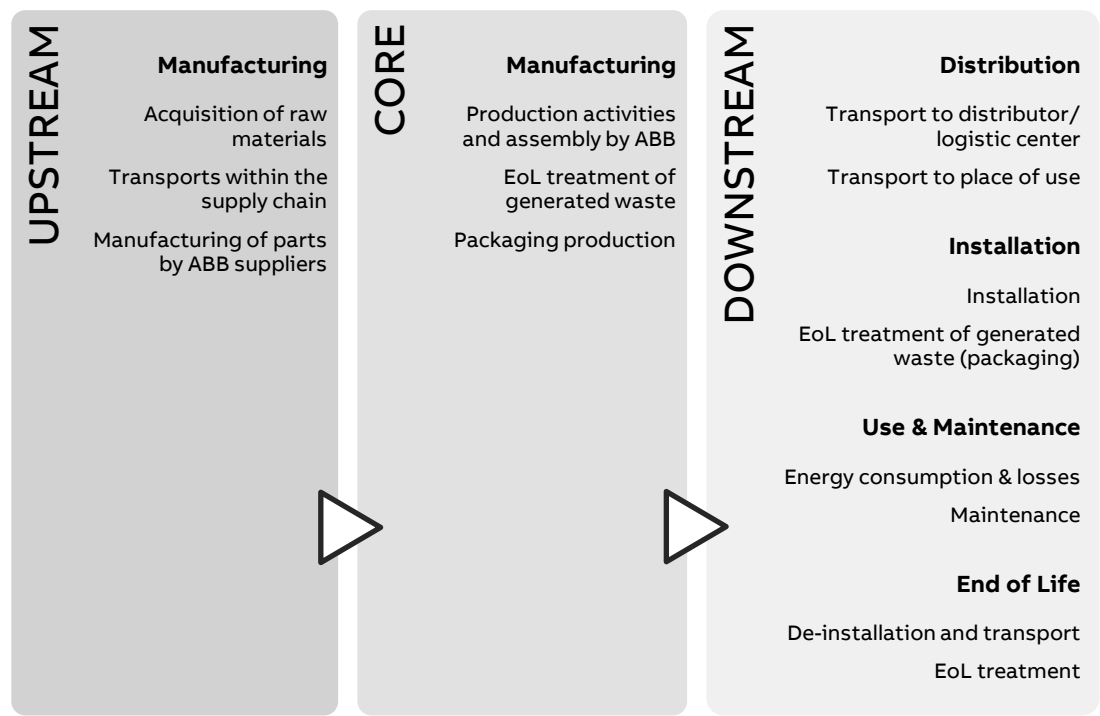 UPSTREAM
Manufacturing
Acquisition of raw
materials
Transports within the
supply chain
Manufacturing of parts
by ABB suppliers
CORE
Manufacturing
Production activities
and assembly by ABB
EoL treatment of
generated waste
Packaging production
DOWNSTREAM
Distribution
Transport to distributor/
logistic center
Transport to place of use
Installation
Installation
EoL treatment of generated
waste (packaging)
Use & Maintenance
Energy consumption & losses
Maintenance
End of Life
De-installation and transport
EoL treatment